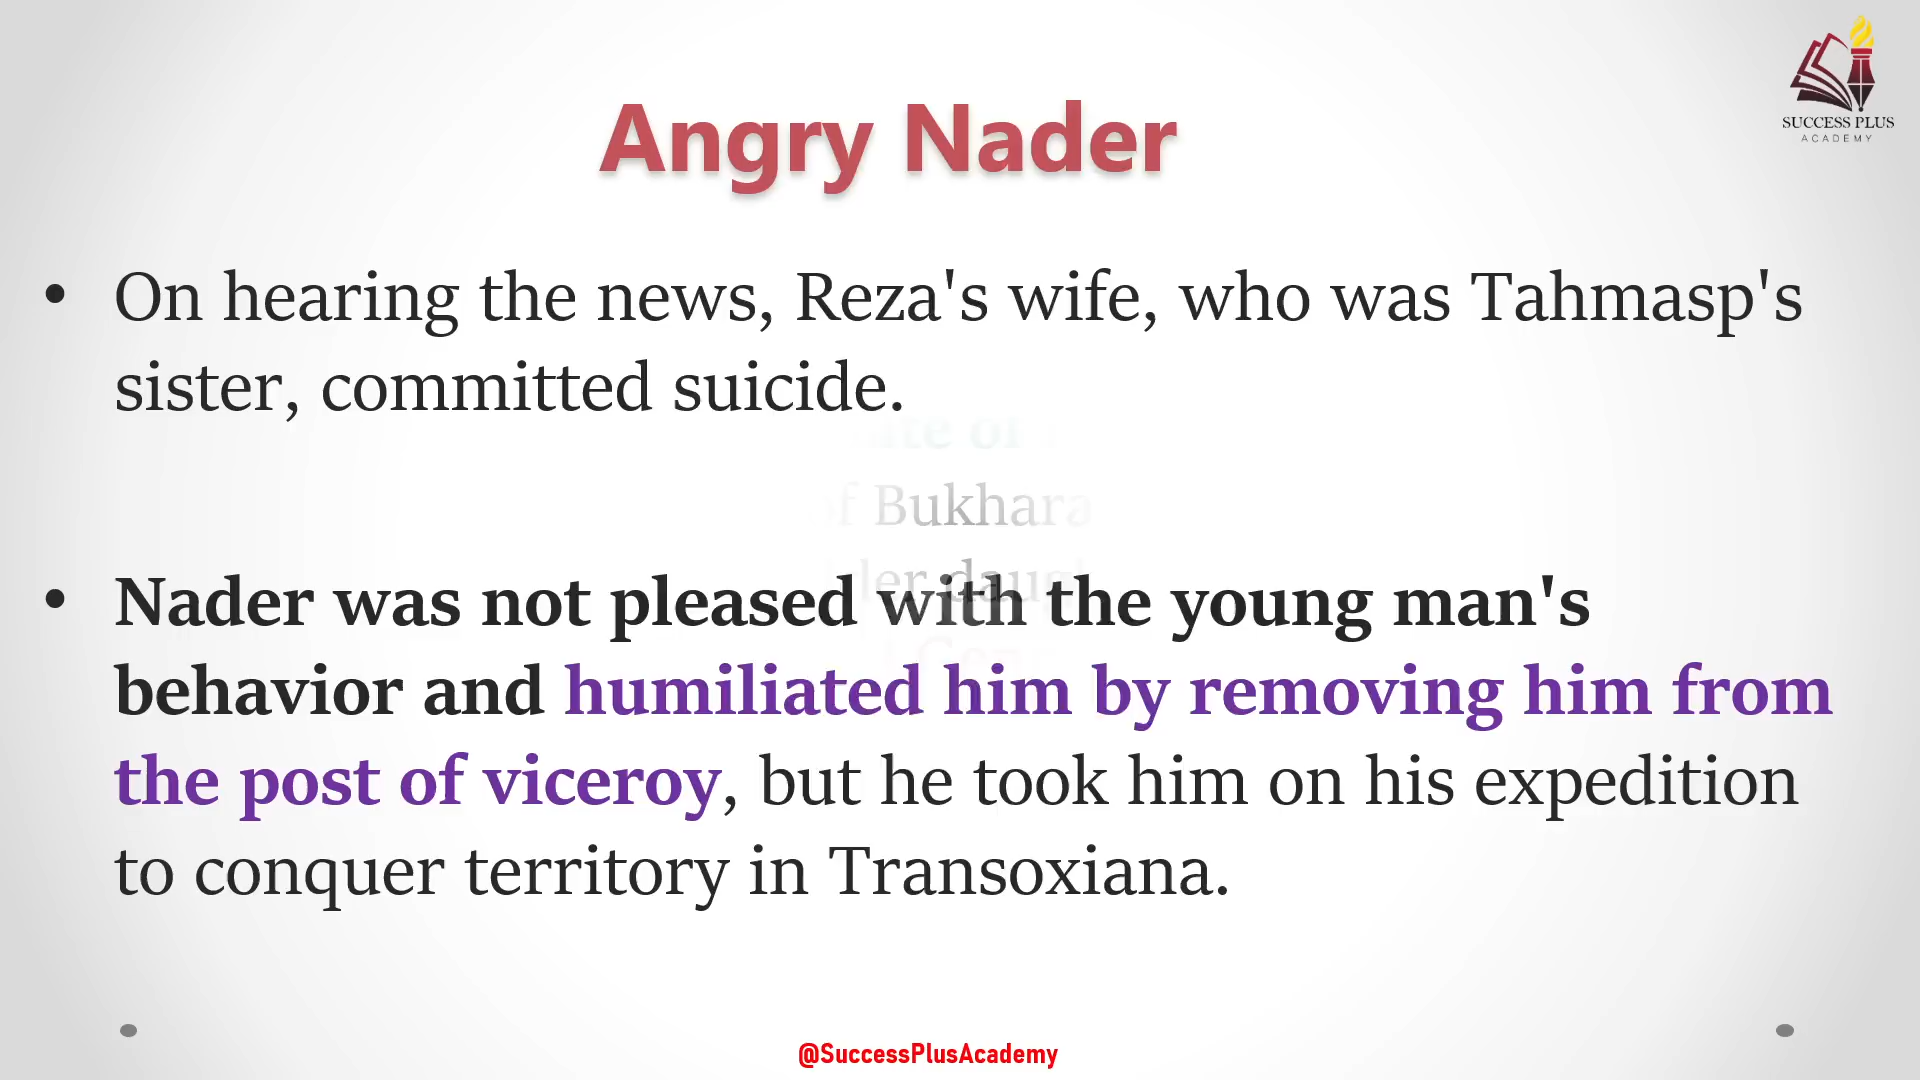 SUCCESS PLUS
ACADEMY
Angry Nader
• On hearing the news, Reza's wife, who was Tahmasp's
sister, committed suicide.
of Bukhara
• Nader was not pleased with the young man's
behavior and humiliated him by removing him from
the post of viceroy, but he took him on his expedition
to conquer territory in Transoxiana.
@SuccessPlusAcademy